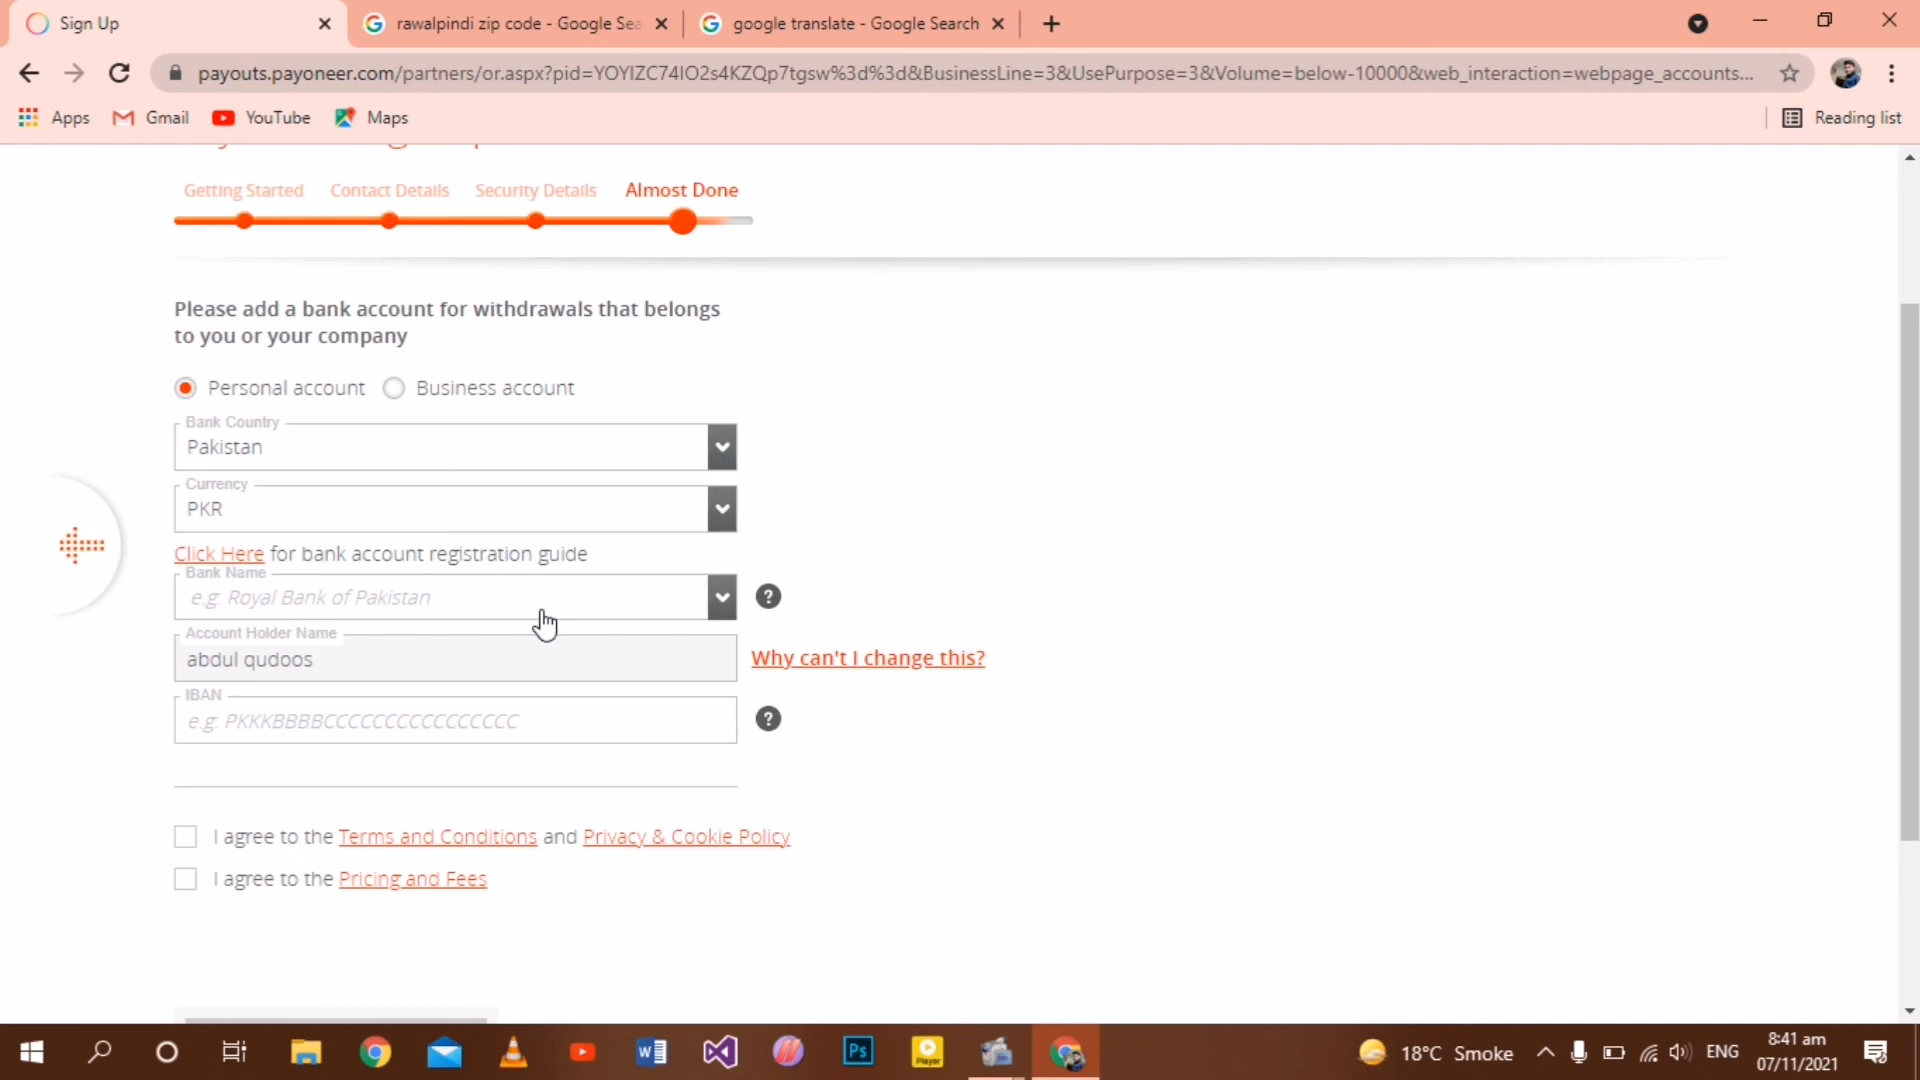 Sign Up
rawalpindi zip code - Google Sea
google translate - Google Search
payouts.payoneer.com/partners/or.aspx?pid=YOYIZC74IO2s4KZQp7tgsw%3d%3d&BusinessLine=3&UsePurpose=3&Volume=below-10000&web_interaction=webpage_accounts...
Apps
Gmail
YouTube
Maps
Reading list
Getting Started
Contact Details
Security Details
Almost Done
Please add a bank account for withdrawals that belongs
to you or your company
Personal account
Business account
Bank Country
Pakistan
Currency
PKR
Click Here for bank account registration guide
Bank Name
e.g: Royal Bank of Pakistan
?
Account Holder Name
abdul qudoos
Why can't I change this?
IBAN
e.g: PKKKBBBBCCCCCCCCCCCCCCCC
?
I agree to the Terms and Conditions and Privacy & Cookie Policy
I agree to the Pricing and Fees
Ps
Player
18°C Smoke
ENG
8:41 am
07/11/2021